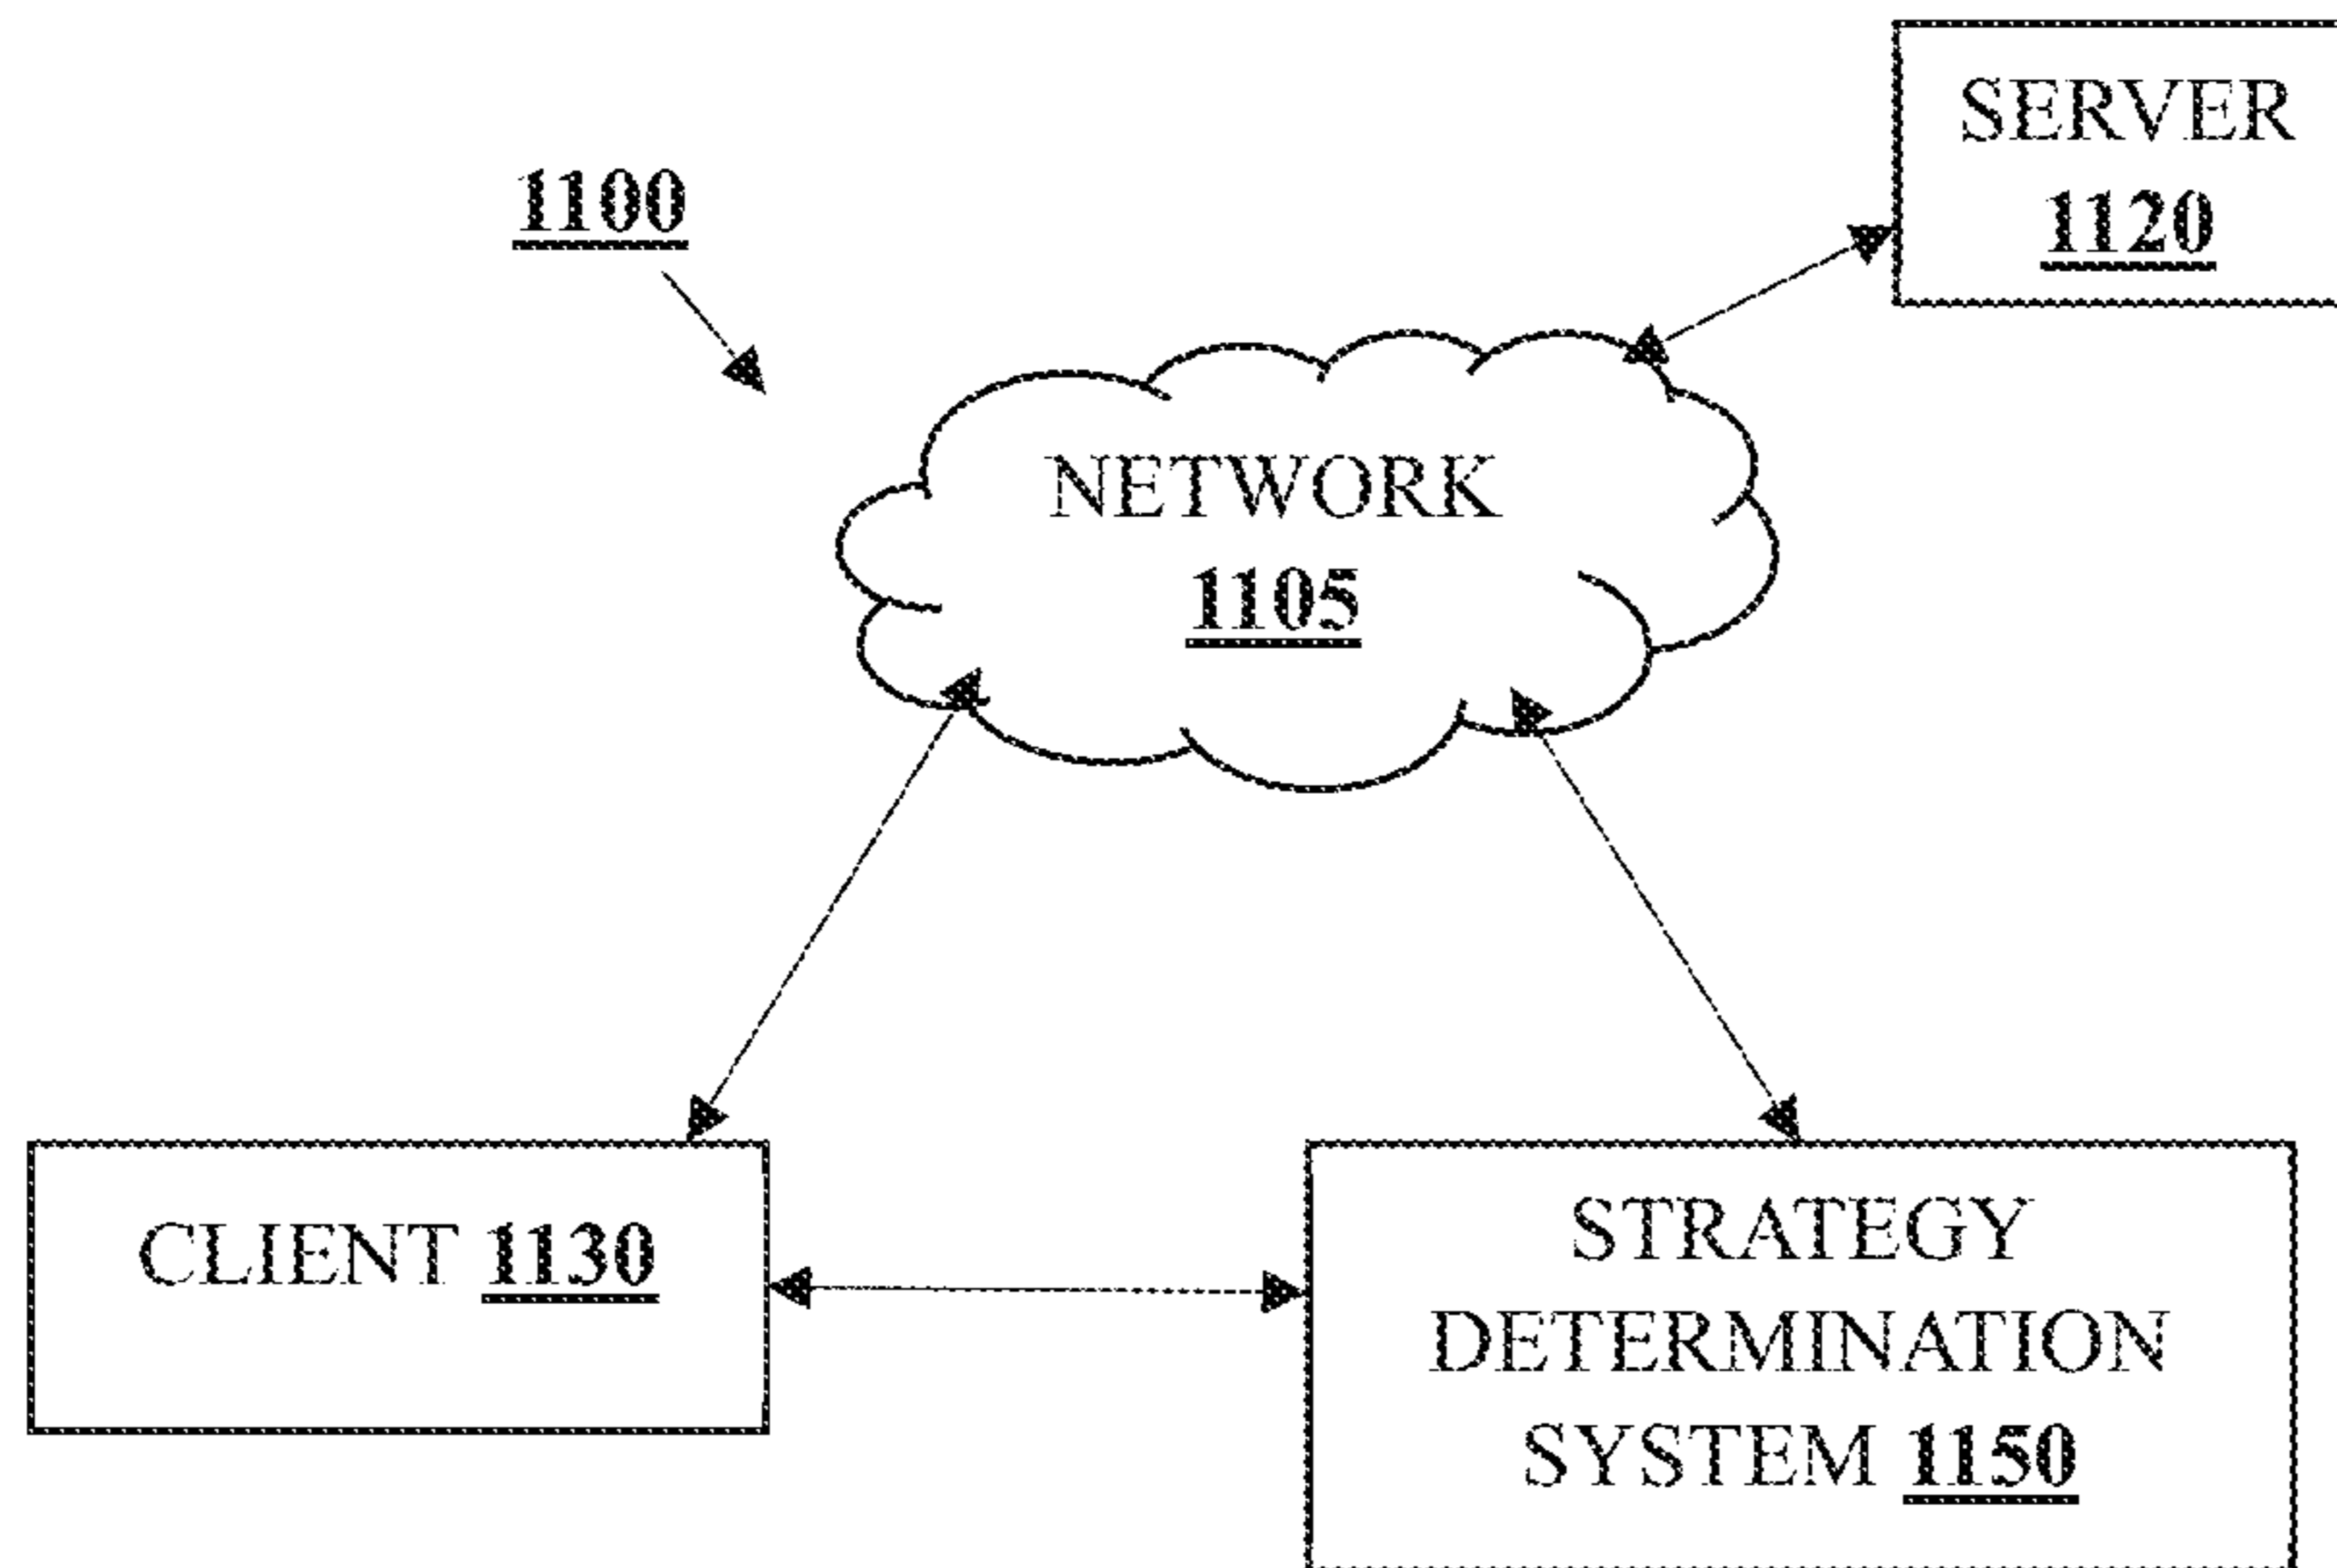 SERVER
1120
1100
NETWORK
1105
CLIENT 1130
STRATEGY
DETERMINATION
SYSTEM 1150